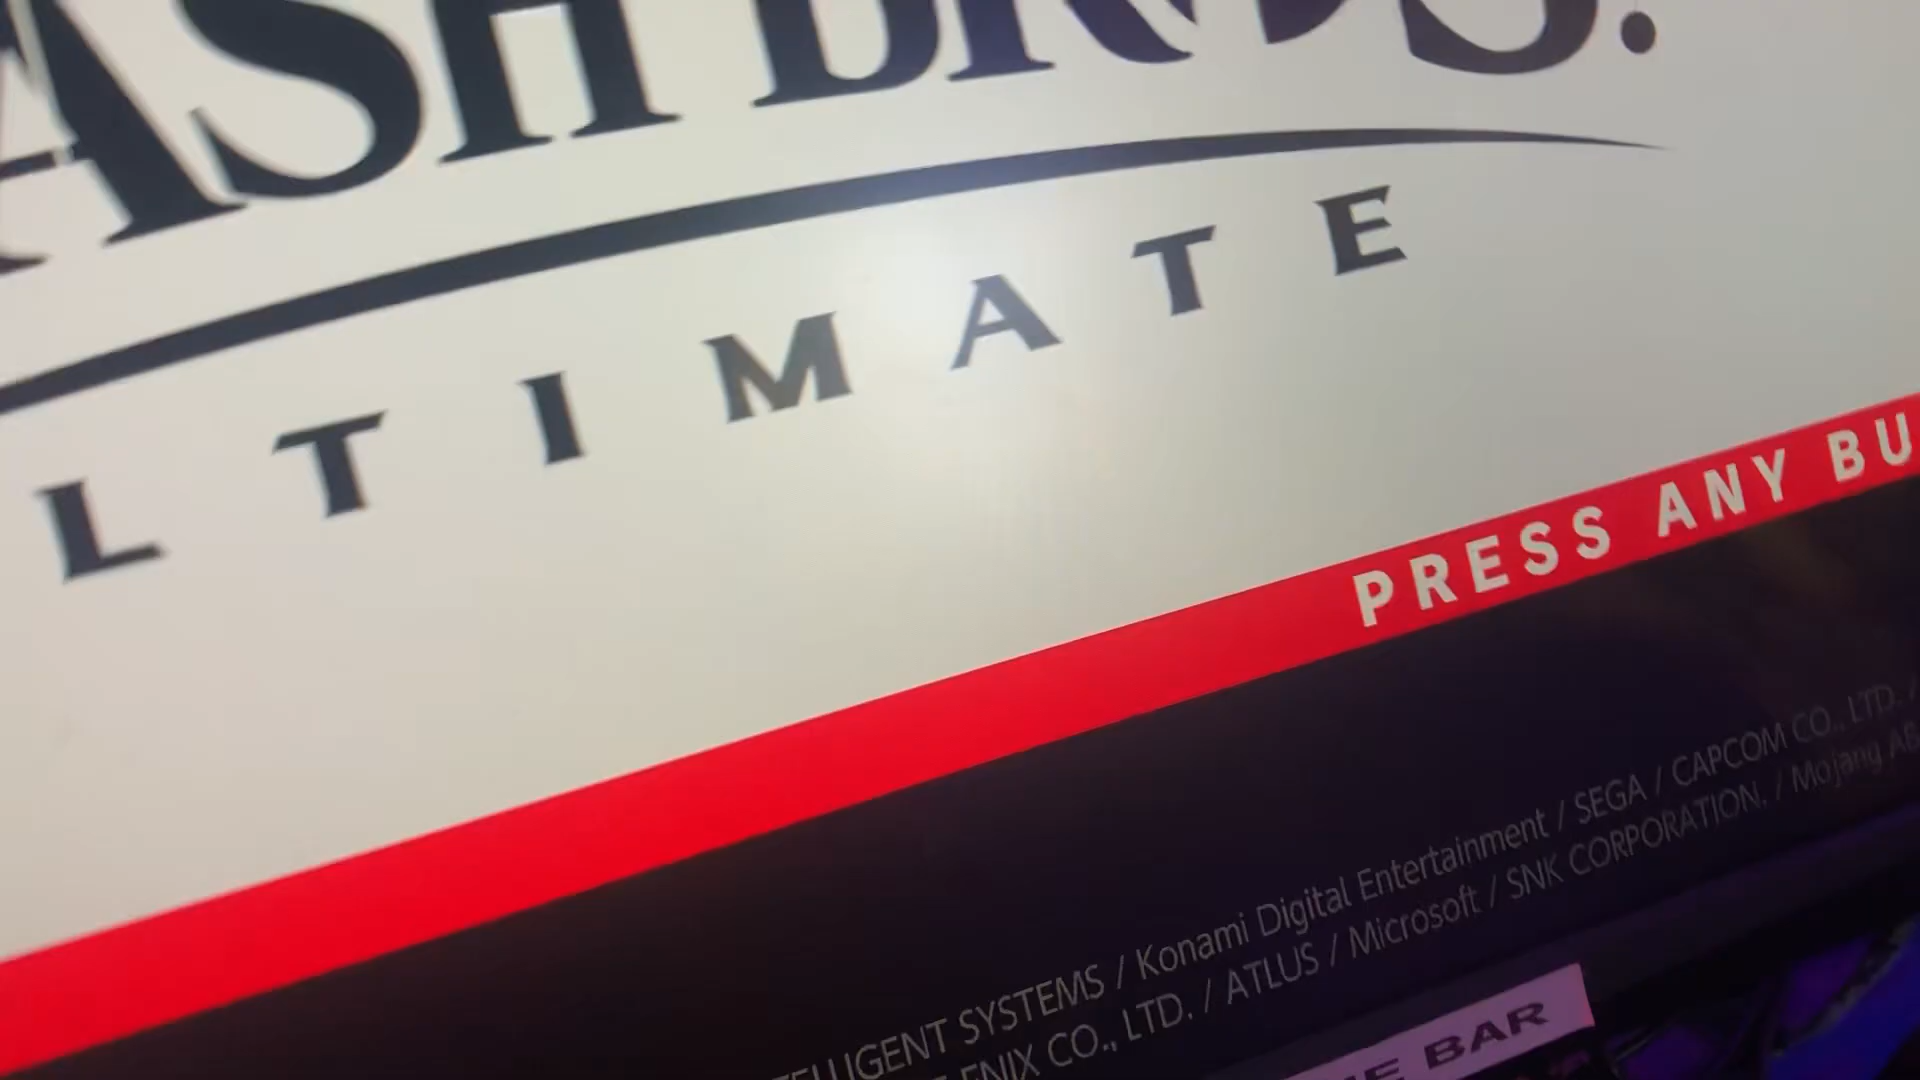 ASH BROS.
LTIMATE
PRESS ANY BU
ELLIGENT SYSTEMS / Konami Digital Entertainment / SEGA / CAPCOM CO., LTD. /
ENIX CO., LTD. / ATLUS / Microsoft / SNK CORPORATION. / Mojang AB
BAR